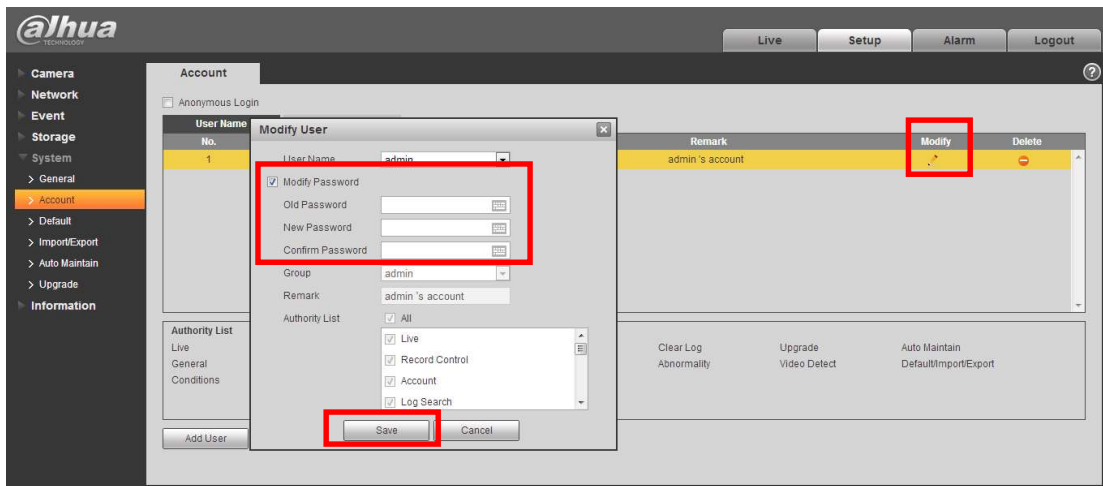 alhua
TECHNOLOGY
Live Setup Alarm Logout
Camera
Network
Event
Storage
System
> General
> Account
> Default
> Import/Export
> Auto Maintain
> Upgrade
Information
Account
?
Anonymous Login
User Name
No. Remark Modify Delete
1 admin 's account
Modify User
User Name admin
Modify Password
Old Password
New Password
Confirm Password
Group admin
Remark admin 's account
Authority List All
Live
Record Control
Account
Log Search
Save Cancel
Authority List
Live Clear Log Upgrade Auto Maintain
General Abnormality Video Detect Default/Import/Export
Conditions
Add User